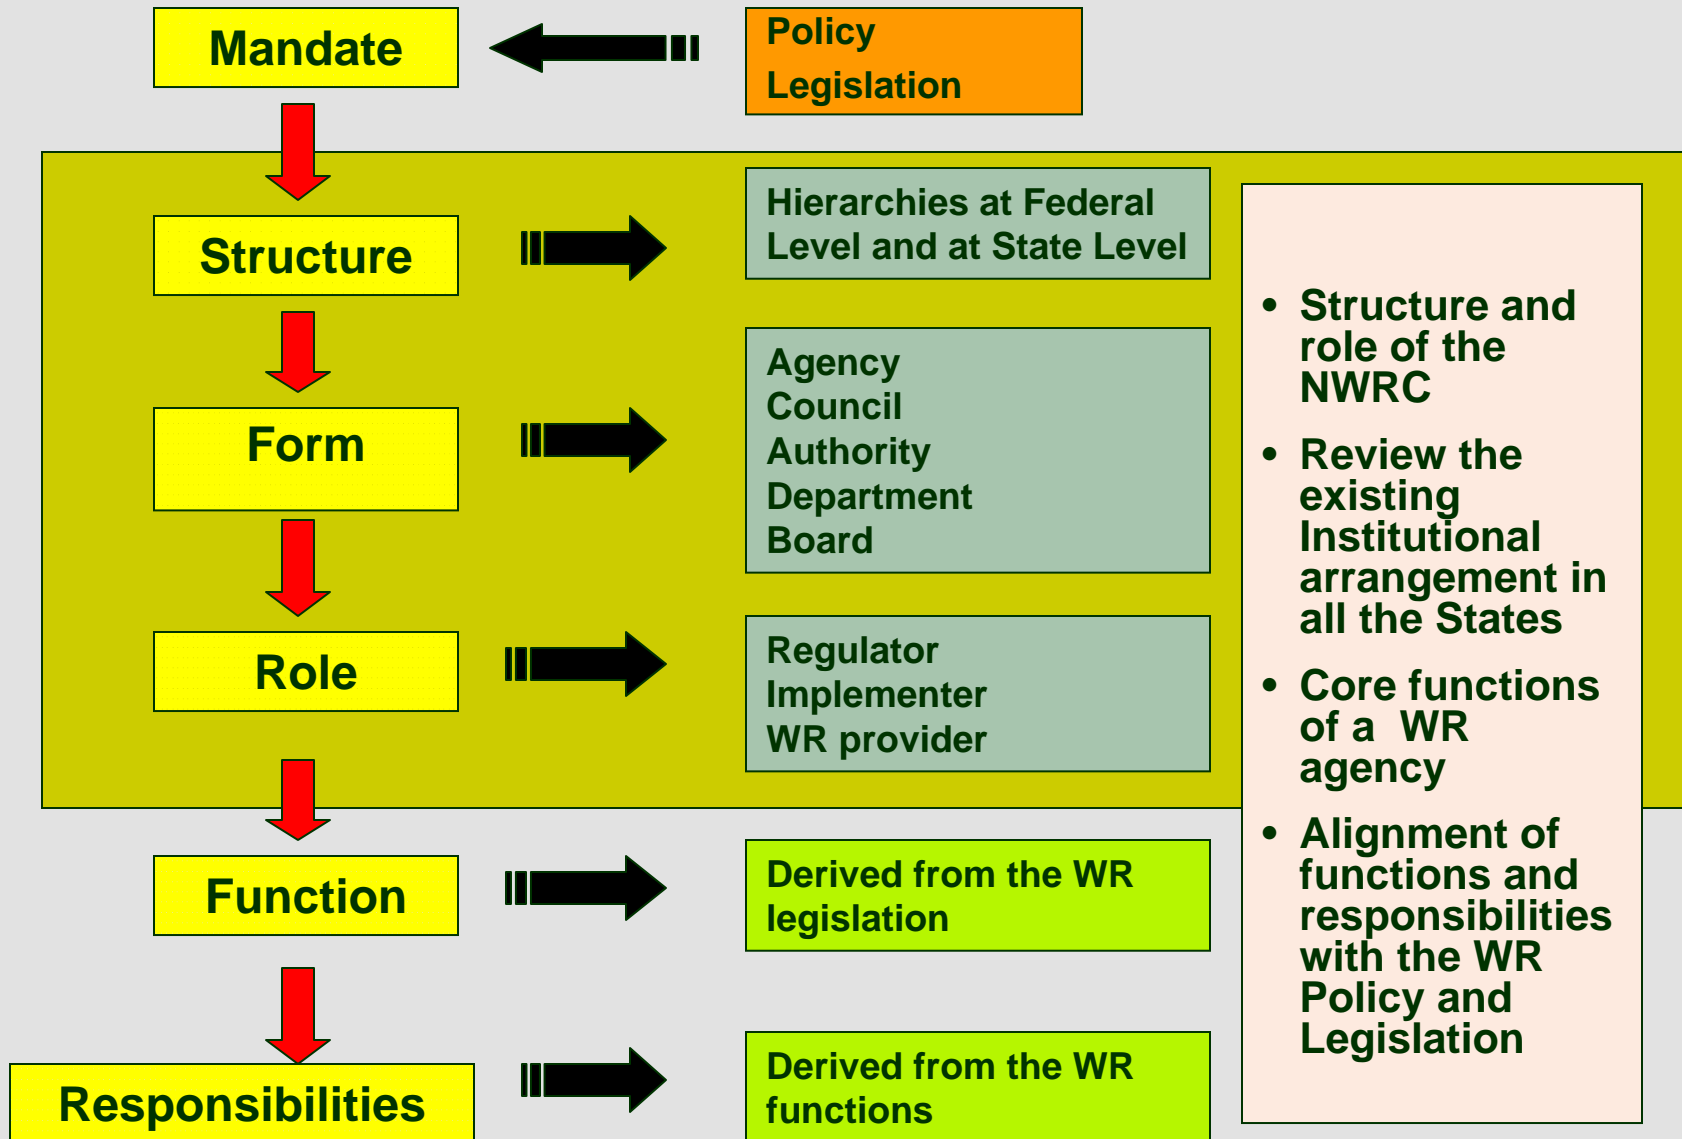 Mandate
Policy
Legislation
Structure
Hierarchies at Federal
Level and at State Level
Form
Agency
Council
Authority
Department
Board
Role
Regulator
Implementer
WR provider
Function
Derived from the WR
legislation
Responsibilities
Derived from the WR
functions
• Structure and
role of the
NWRC
• Review the
existing
Institutional
arrangement in
all the States
• Core functions
of a WR
agency
• Alignment of
functions and
responsibilities
with the WR
Policy and
Legislation